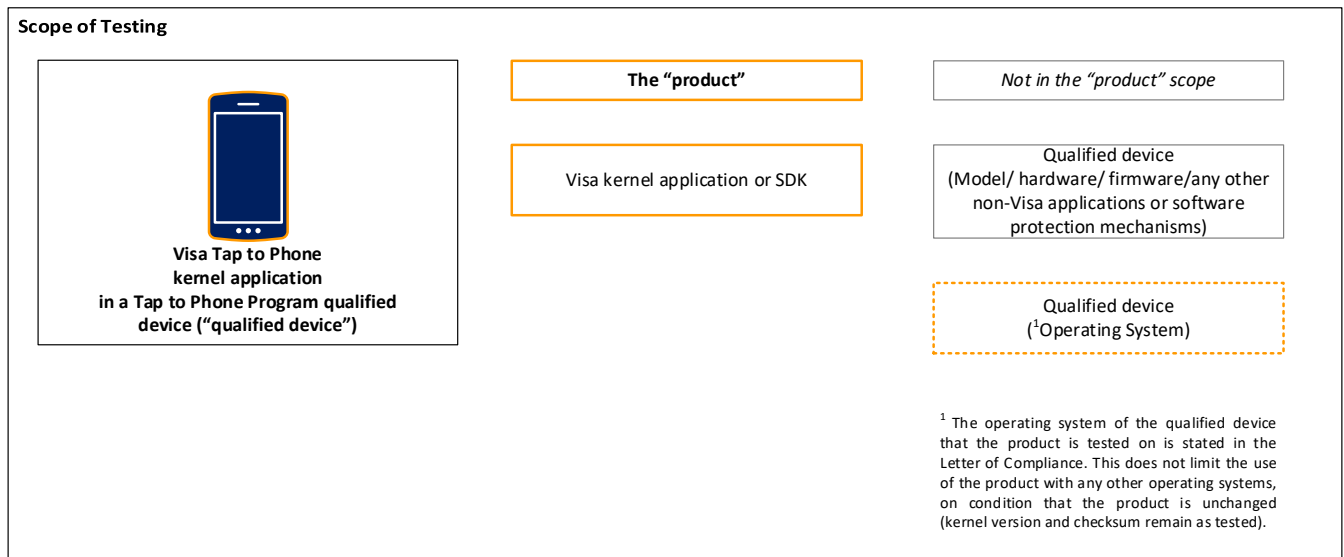 Scope of Testing
Visa Tap to Phone
kernel application
in a Tap to Phone Program qualified
device (“qualified device”)
The “product”
Visa kernel application or SDK
Not in the “product” scope
Qualified device
(Model/ hardware/ firmware/any other
non-Visa applications or software
protection mechanisms)
Qualified device
(¹Operating System)
¹ The operating system of the qualified device
that the product is tested on is stated in the
Letter of Compliance. This does not limit the use
of the product with any other operating systems,
on condition that the product is unchanged
(kernel version and checksum remain as tested).